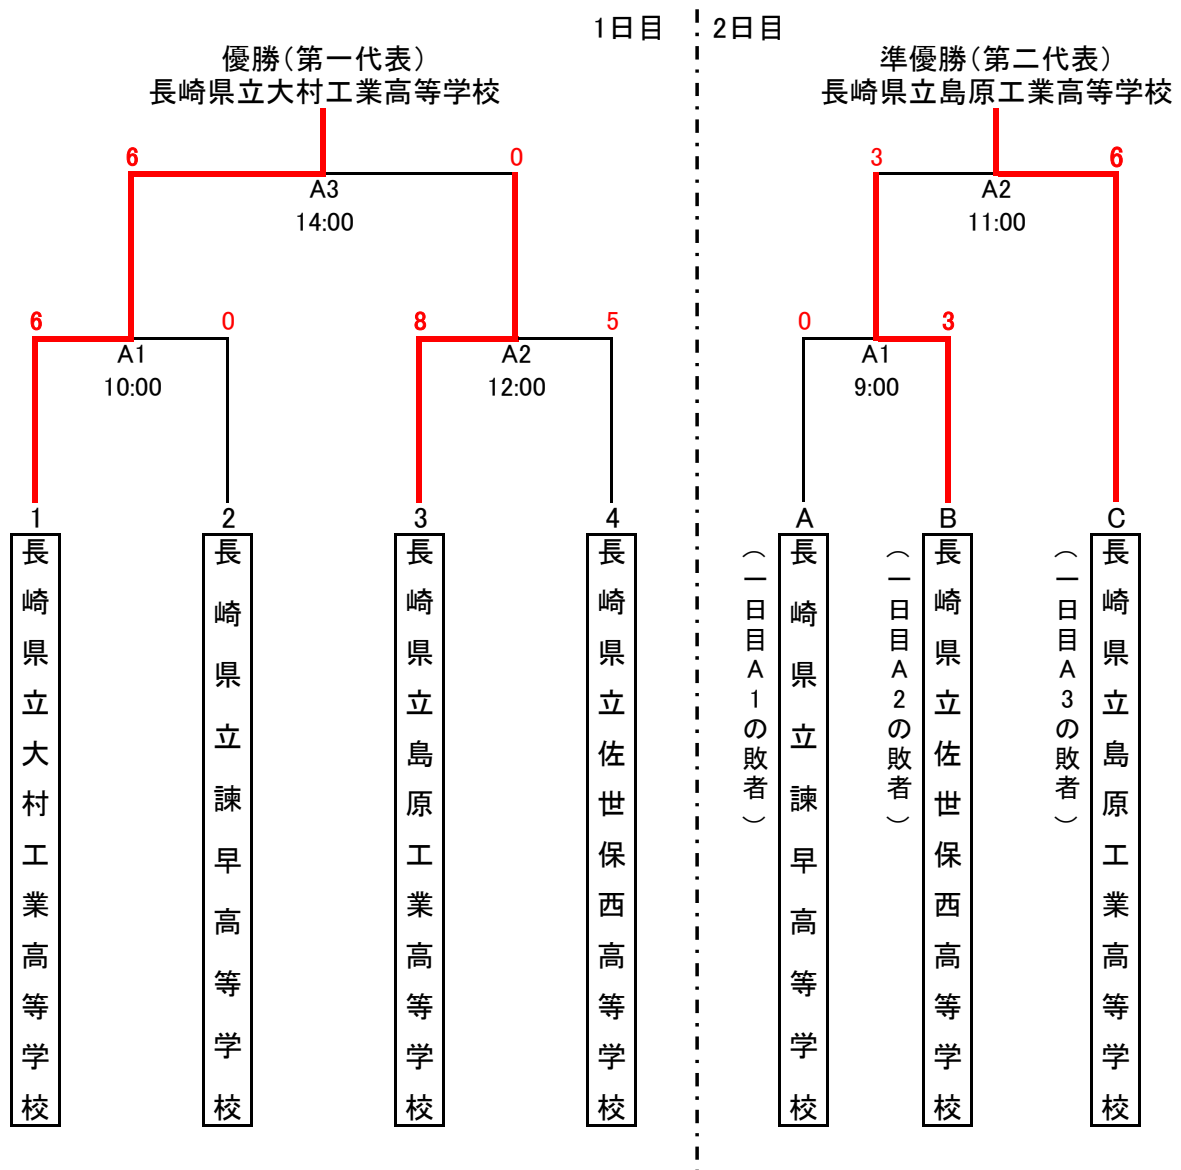 1日目
2日目
優勝(第一代表)
長崎県立大村工業高等学校
準優勝(第二代表)
長崎県立島原工業高等学校
6
0
A3
14:00
3
6
A2
11:00
6
0
A1
10:00
8
5
A2
12:00
0
3
A1
9:00
1
2
3
4
A
B
C
長崎県立大村工業高等学校
長崎県立諫早高等学校
長崎県立島原工業高等学校
長崎県立佐世保西高等学校
(一日目A1の敗者)
長崎県立諫早高等学校
(一日目A2の敗者)
長崎県立佐世保西高等学校
(一日目A3の敗者)
長崎県立島原工業高等学校